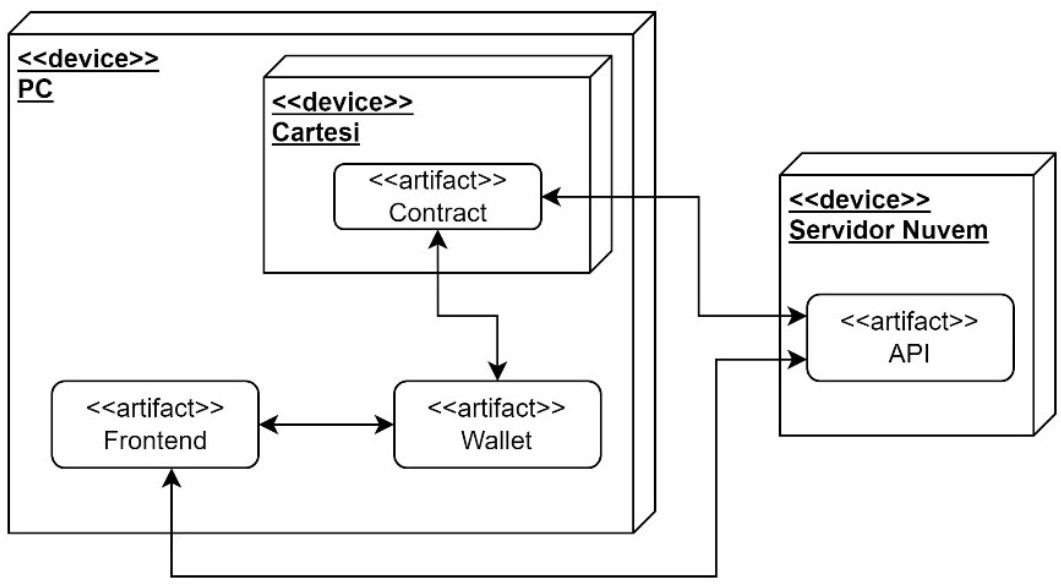 <<device>>
PC
<<device>>
Cartesi
<<artifact>>
Contract
<<device>>
Servidor Nuvem
<<artifact>>
API
<<artifact>>
Frontend
<<artifact>>
Wallet